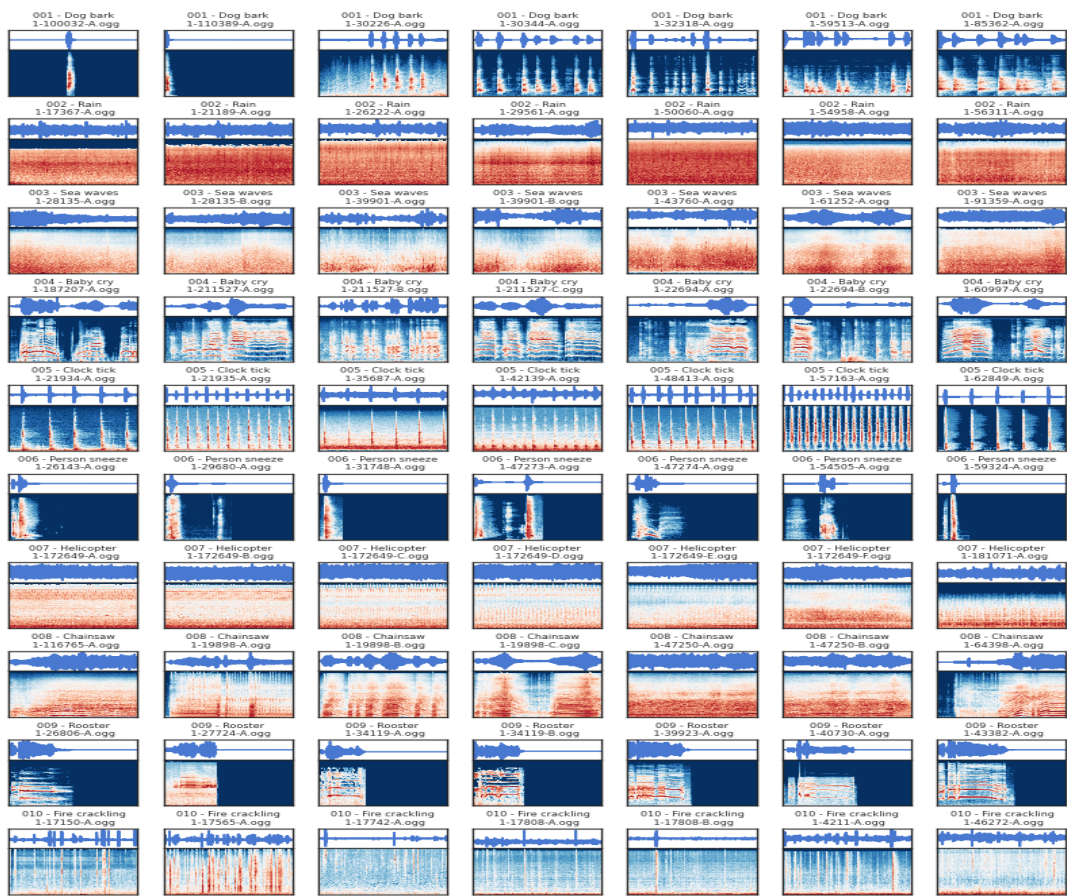 001 - Dog bark 001 - Dog bark 001 - Dog bark 001 - Dog bark 001 - Dog bark 001 - Dog bark 001 - Dog bark
1-100032-A.ogg 1-110389-A.ogg 1-30226-A.ogg 1-30344-A.ogg 1-32318-A.ogg 1-59513-A.ogg 1-85362-A.ogg
002 - Rain 002 - Rain 002 - Rain 002 - Rain 002 - Rain 002 - Rain 002 - Rain
1-17367-A.ogg 1-21189-A.ogg 1-26222-A.ogg 1-29561-A.ogg 1-50060-A.ogg 1-54958-A.ogg 1-56311-A.ogg
003 - Sea waves 003 - Sea waves 003 - Sea waves 003 - Sea waves 003 - Sea waves 003 - Sea waves 003 - Sea waves
1-28135-A.ogg 1-28135-B.ogg 1-39901-A.ogg 1-39901-B.ogg 1-43760-A.ogg 1-61252-A.ogg 1-91359-A.ogg
004 - Baby cry 004 - Baby cry 004 - Baby cry 004 - Baby cry 004 - Baby cry 004 - Baby cry 004 - Baby cry
1-187207-A.ogg 1-211527-A.ogg 1-211527-B.ogg 1-211527-C.ogg 1-22694-A.ogg 1-22694-B.ogg 1-60997-A.ogg
005 - Clock tick 005 - Clock tick 005 - Clock tick 005 - Clock tick 005 - Clock tick 005 - Clock tick 005 - Clock tick
1-21934-A.ogg 1-21935-A.ogg 1-35687-A.ogg 1-42139-A.ogg 1-48413-A.ogg 1-57163-A.ogg 1-62849-A.ogg
006 - Person sneeze 006 - Person sneeze 006 - Person sneeze 006 - Person sneeze 006 - Person sneeze 006 - Person sneeze 006 - Person sneeze
1-26143-A.ogg 1-29680-A.ogg 1-31748-A.ogg 1-47273-A.ogg 1-47274-A.ogg 1-54505-A.ogg 1-59324-A.ogg
007 - Helicopter 007 - Helicopter 007 - Helicopter 007 - Helicopter 007 - Helicopter 007 - Helicopter 007 - Helicopter
1-172649-A.ogg 1-172649-B.ogg 1-172649-C.ogg 1-172649-D.ogg 1-172649-E.ogg 1-172649-F.ogg 1-181071-A.ogg
008 - Chainsaw 008 - Chainsaw 008 - Chainsaw 008 - Chainsaw 008 - Chainsaw 008 - Chainsaw 008 - Chainsaw
1-116765-A.ogg 1-19898-A.ogg 1-19898-B.ogg 1-19898-C.ogg 1-47250-A.ogg 1-47250-B.ogg 1-64398-A.ogg
009 - Rooster 009 - Rooster 009 - Rooster 009 - Rooster 009 - Rooster 009 - Rooster 009 - Rooster
1-26806-A.ogg 1-27724-A.ogg 1-34119-A.ogg 1-34119-B.ogg 1-39923-A.ogg 1-40730-A.ogg 1-43382-A.ogg
010 - Fire crackling 010 - Fire crackling 010 - Fire crackling 010 - Fire crackling 010 - Fire crackling 010 - Fire crackling 010 - Fire crackling
1-17150-A.ogg 1-17565-A.ogg 1-17742-A.ogg 1-17808-A.ogg 1-17808-B.ogg 1-4211-A.ogg 1-46272-A.ogg